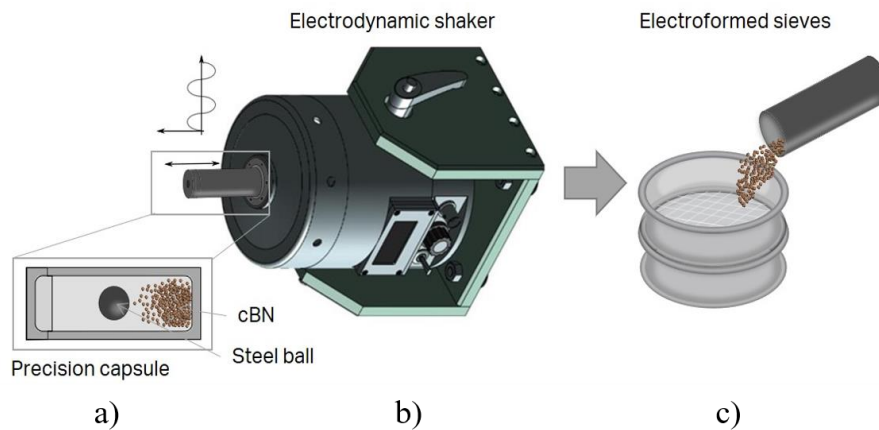 Electrodynamic shaker
Electroformed sieves
cBN
Steel ball
Precision capsule
a)
b)
c)